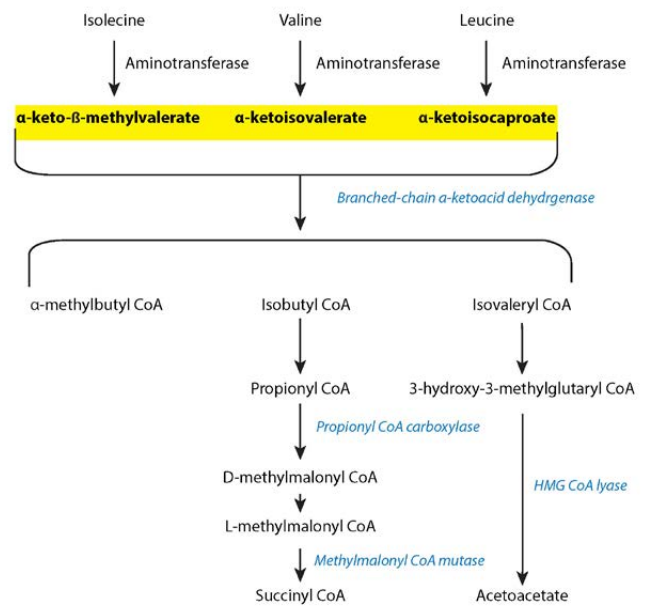 Isolecine Valine Leucine
Aminotransferase Aminotransferase Aminotransferase
α-keto-ß-methylvalerate α-ketoisovalerate α-ketoisocaproate
Branched-chain a-ketoacid dehydrgenase
α-methylbutyl CoA Isobutyl CoA Isovaleryl CoA
Propionyl CoA 3-hydroxy-3-methylglutaryl CoA
Propionyl CoA carboxylase
D-methylmalonyl CoA
HMG CoA lyase
L-methylmalonyl CoA
Methylmalonyl CoA mutase
Succinyl CoA Acetoacetate